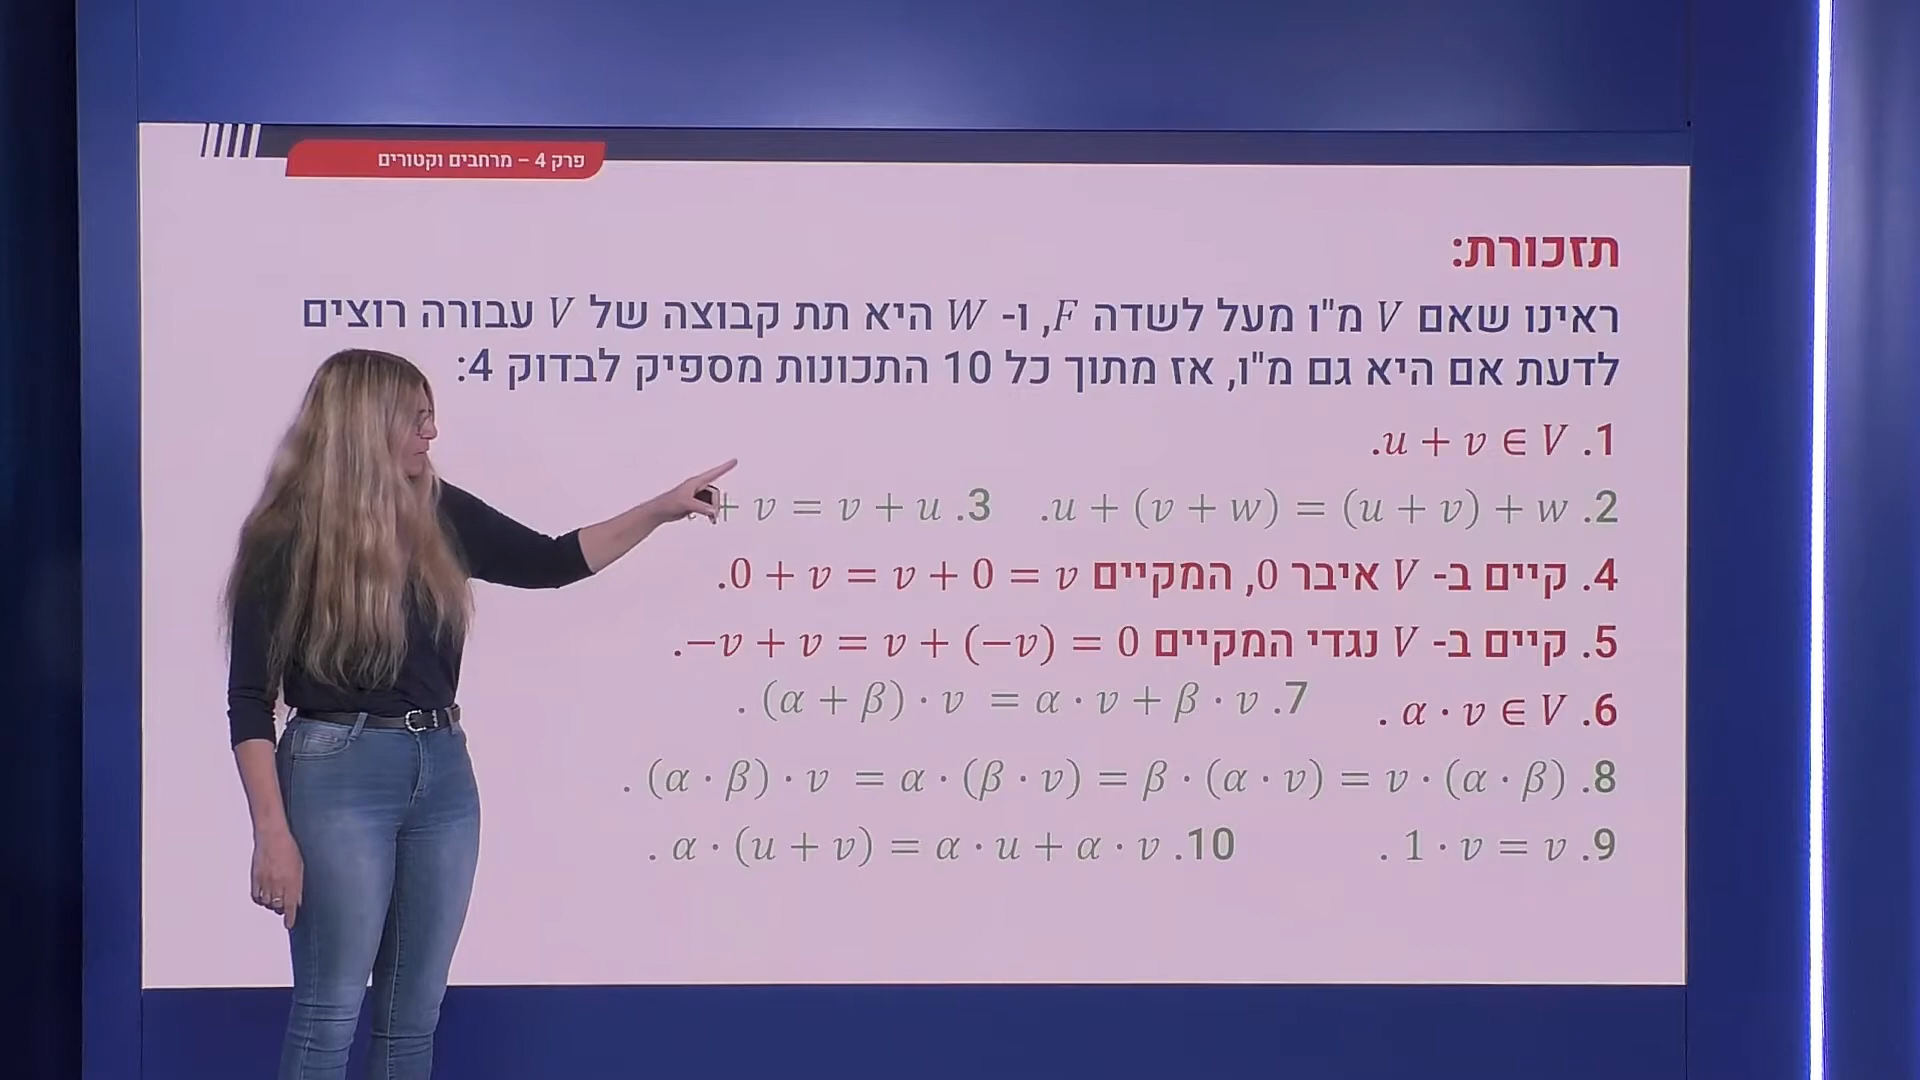 פרק 4 – מרחבים וקטורים
תזכורת:
ראינו שאם V מ"ו מעל לשדה F, ו- W היא תת קבוצה של V עבורה רוצים
לדעת אם היא גם מ"ו, אז מתוך כל 10 התכונות מספיק לבדוק 4:
1. u + v ∈ V.
2. u + (v + w) = (u + v) + w. 3. + v = v + u
4. קיים ב- V איבר 0, המקיים 0 + v = v + 0 = v.
5. קיים ב- V נגדי המקיים −v + v = v + (−v) = 0.
6. α · v ∈ V . 7. (α + β) · v = α · v + β · v .
8. (α · β) · v = α · (β · v) = β · (α · v) = v · (α · β) .
9. 1 · v = v . 10. α · (u + v) = α · u + α · v .